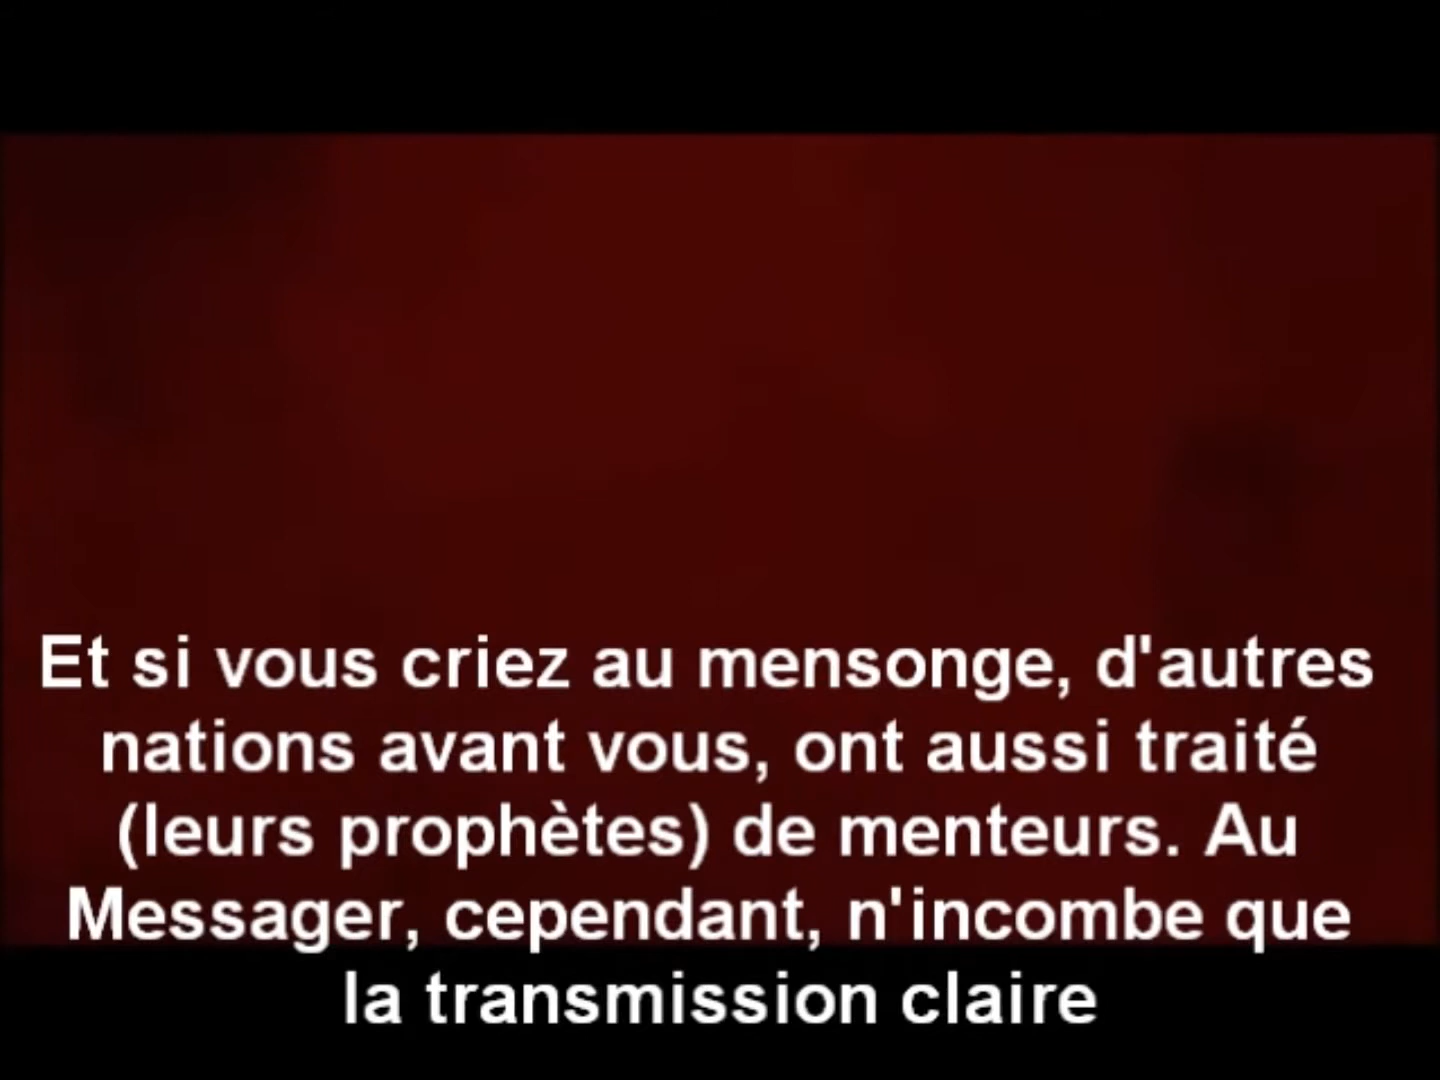 Et si vous criez au mensonge, d'autres
nations avant vous, ont aussi traité
(leurs prophètes) de menteurs. Au
Messager, cependant, n'incombe que
la transmission claire